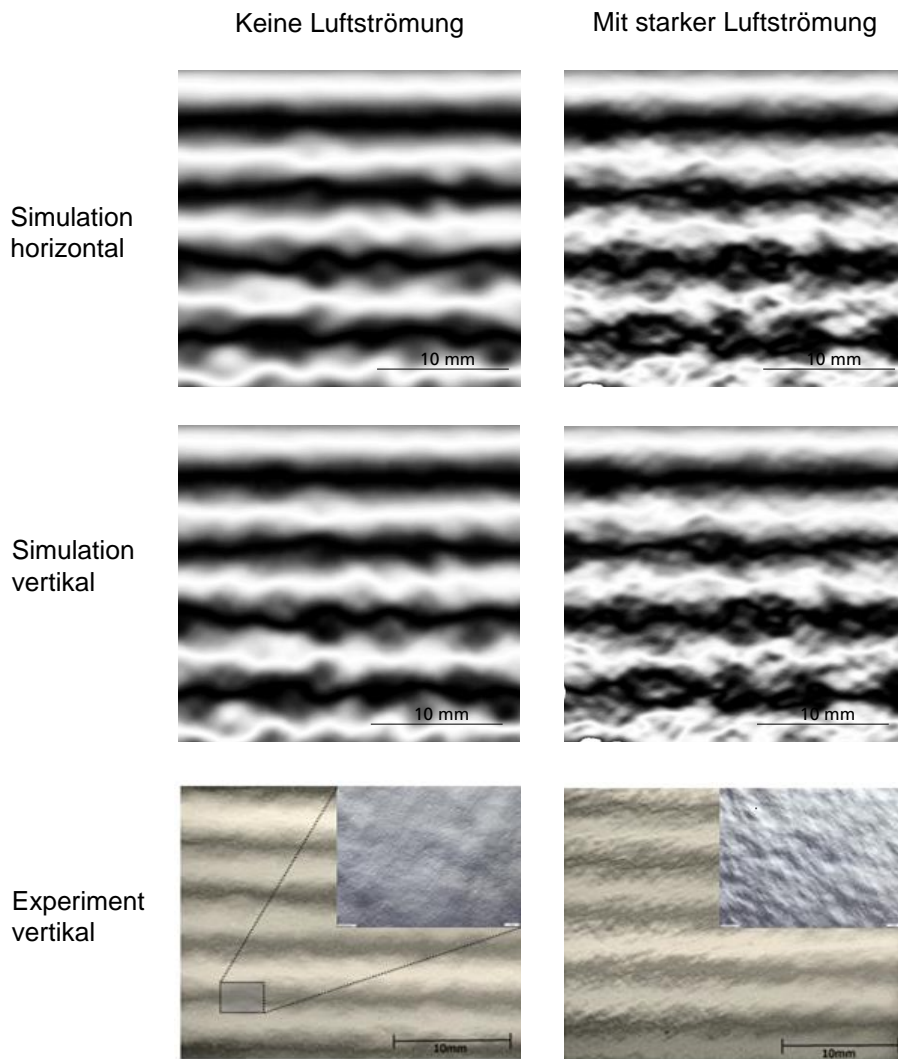 Keine Luftströmung
Mit starker Luftströmung
Simulation
horizontal
10 mm
10 mm
Simulation
vertikal
10 mm
10 mm
Experiment
vertikal
10mm
10mm